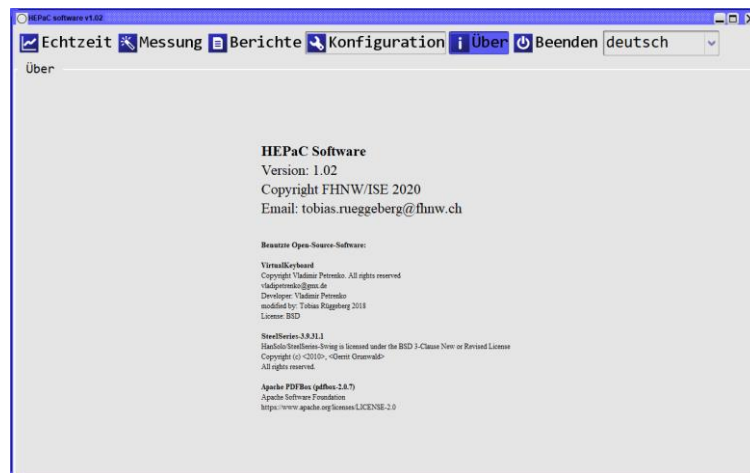 HEPaC software v1.02
Echtzeit Messung Berichte Konfiguration Über Beenden deutsch
Über
HEPaC Software
Version: 1.02
Copyright FHNW/ISE 2020
Email: tobias.rueggeberg@fhnw.ch
Benutzte Open-Source-Software:
VirtualKeyboard
Copyright Vladimir Petrenko. All rights reserved
vladipetrenko@gmx.de
Developer: Vladimir Petrenko
modified by: Tobias Rüggeberg 2018
License: BSD
SteelSeries-3.9.31.1
HanSolo/SteelSeries-Swing is licensed under the BSD 3-Clause New or Revised License
Copyright (c) <2010>, <Gerrit Grunwald>
All rights reserved.
Apache PDFBox (pdfbox-2.0.7)
Apache Software Foundation
https://www.apache.org/licenses/LICENSE-2.0